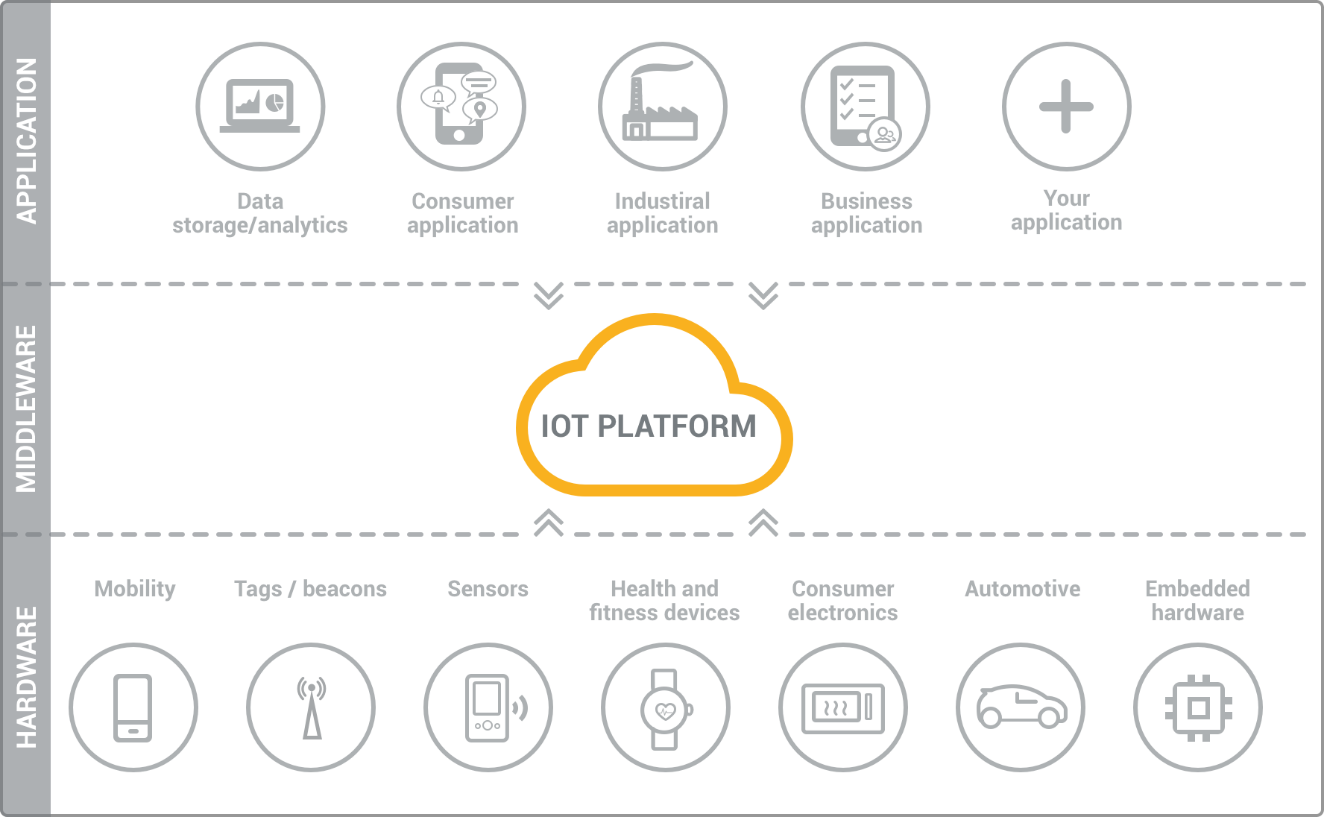 APPLICATION
Data
storage/analytics
Consumer
application
Industiral
application
Business
application
Your
application
MIDDLEWARE
IOT PLATFORM
HARDWARE
Mobility
Tags / beacons
Sensors
Health and
fitness devices
Consumer
electronics
Automotive
Embedded
hardware